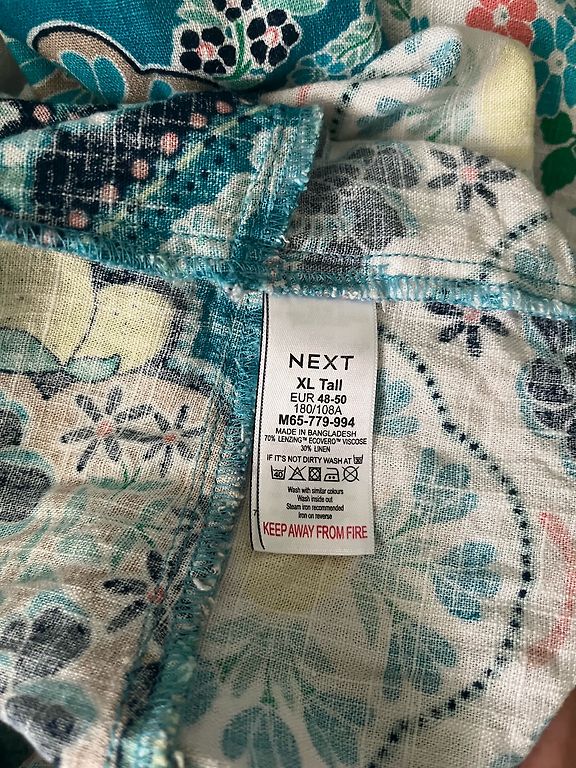 NEXT
XL Tall
EUR 48-50
180/108A
M65-779-994
MADE IN BANGLADESH
70% LENZING™ ECOVERO™ VISCOSE
30% LINEN
IF IT'S NOT DIRTY WASH AT
40
Wash with similar colours
Wash inside out
Steam iron recommended
Iron on reverse
KEEP AWAY FROM FIRE